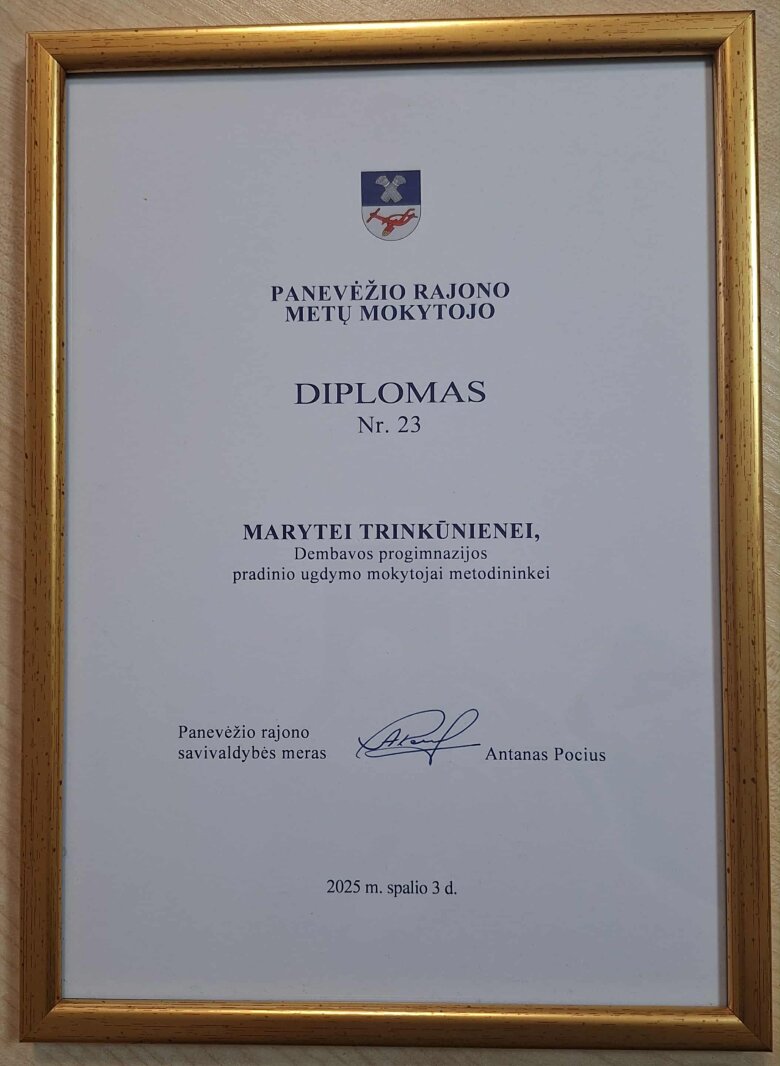 PANEVĖŽIO RAJONO
METŲ MOKYTOJO
DIPLOMAS
Nr. 23
MARYTEI TRINKŪNIENEI,
Dembavos progimnazijos
pradinio ugdymo mokytojai metodininkei
Panevėžio rajono
savivaldybės meras
Antanas Pocius
2025 m. spalio 3 d.